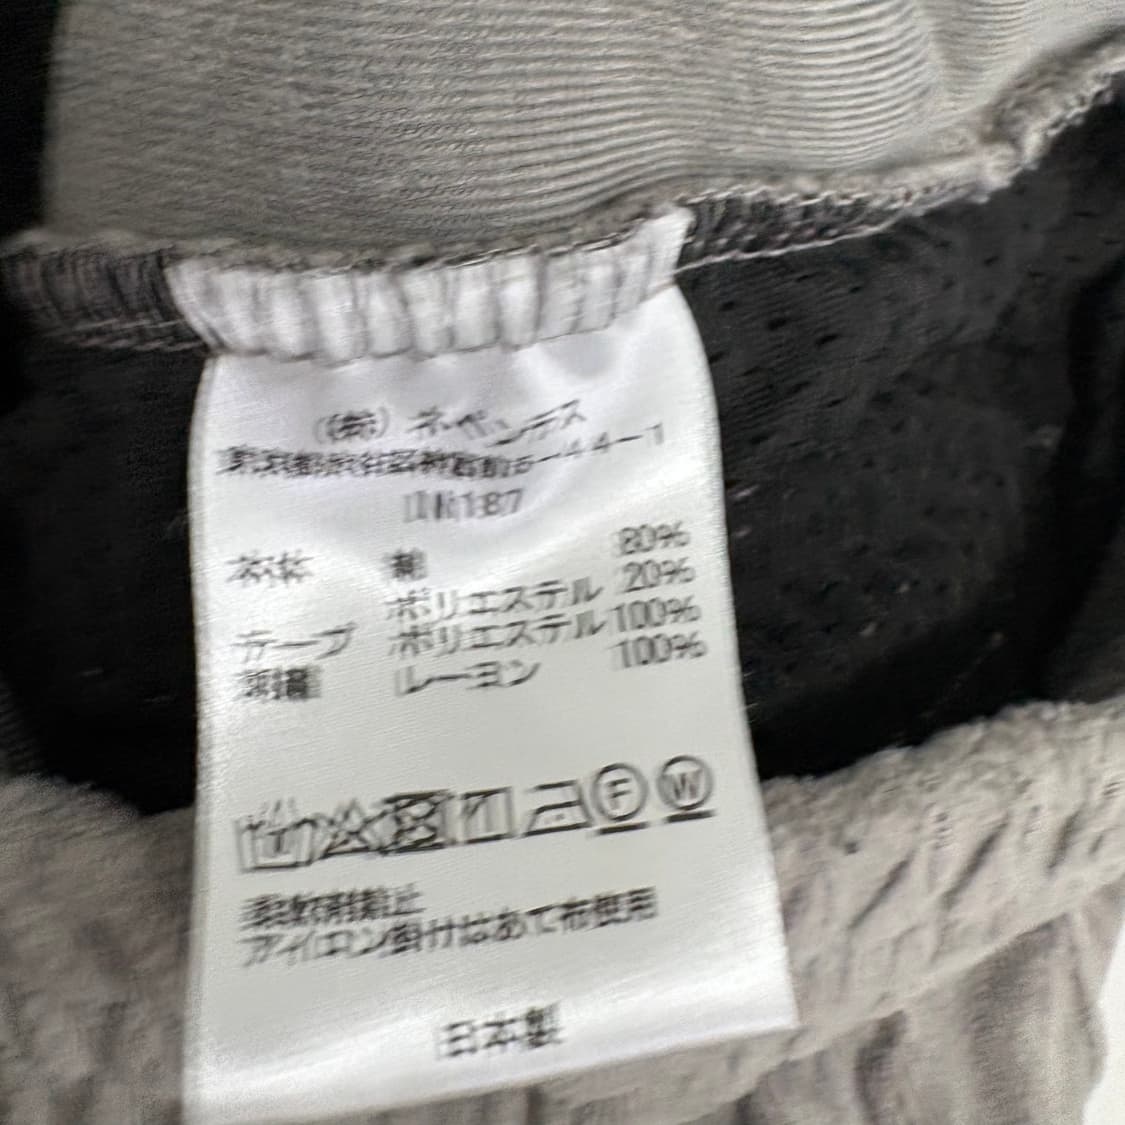 (株)ネペンテス
東京都渋谷区神宮前5-44-1
187
本体 綿 80%
ポリエステル 20%
テープ ポリエステル 100%
刺繍 レーヨン 100%
F W
柔軟剤禁止
アイロン掛けはあて布使用
日本製